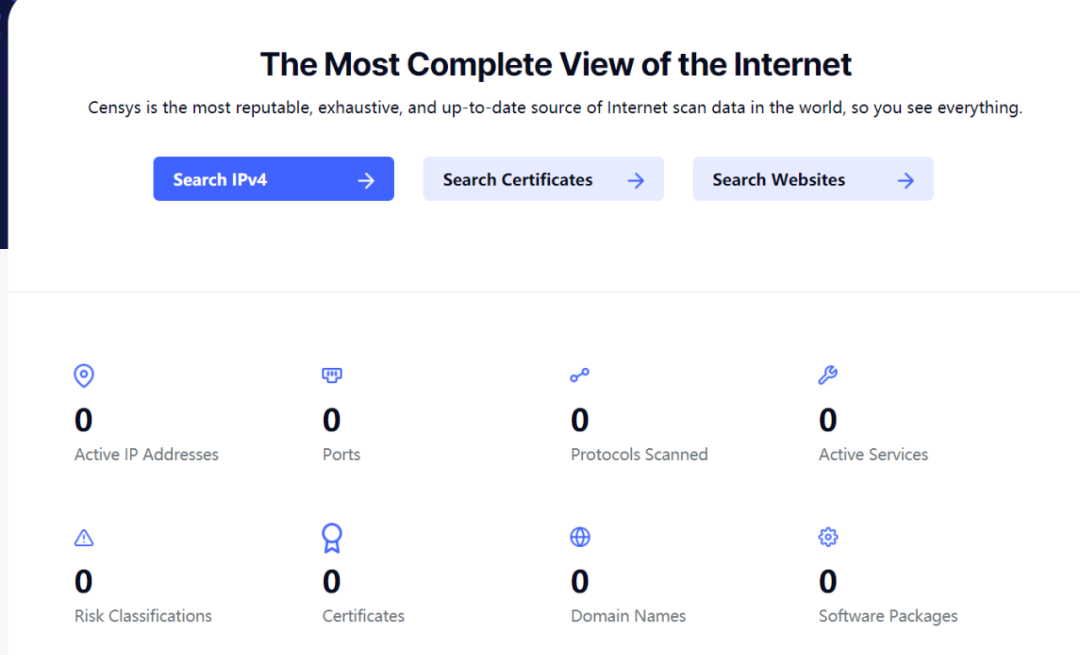 The Most Complete View of the Internet
Censys is the most reputable, exhaustive, and up-to-date source of Internet scan data in the world, so you see everything.
Search IPv4
Search Certificates
Search Websites
0
0
0
0
Active IP Addresses
Ports
Protocols Scanned
Active Services
0
0
0
0
Risk Classifications
Certificates
Domain Names
Software Packages